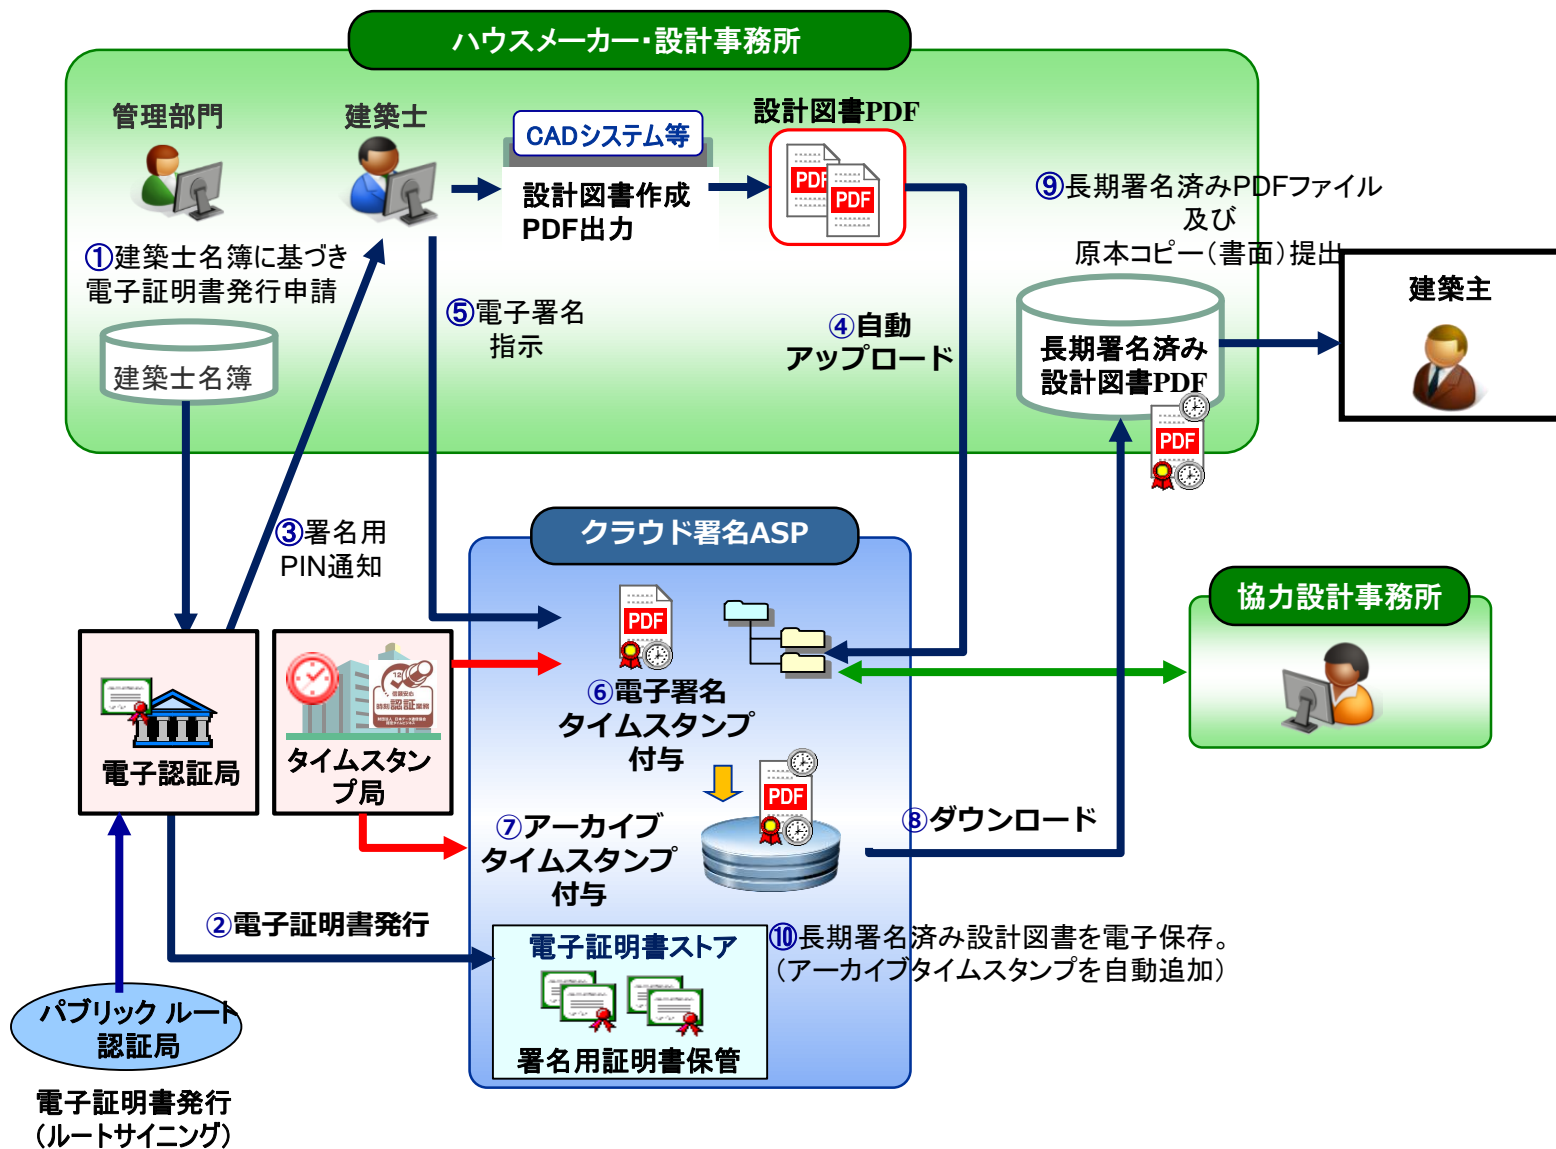 ハウスメーカー・設計事務所
管理部門
建築士
CADシステム等
設計図書作成
PDF出力
設計図書PDF
PDF
PDF
①建築士名簿に基づき
電子証明書発行申請
建築士名簿
⑤電子署名
指示
④自動
アップロード
⑨長期署名済みPDFファイル
及び
原本コピー(書面)提出
長期署名済み
設計図書PDF
PDF
建築主
③署名用
PIN通知
クラウド署名ASP
PDF
⑥電子署名
タイムスタンプ
付与
協力設計事務所
電子認証局
12
信頼安心
時刻認証業務
タイムスタン
プ局
PDF
⑦アーカイブ
タイムスタンプ
付与
⑧ダウンロード
②電子証明書発行
電子証明書ストア
署名用証明書保管
⑩長期署名済み設計図書を電子保存。
(アーカイブタイムスタンプを自動追加)
パブリック ルート
認証局
電子証明書発行
(ルートサイニング)